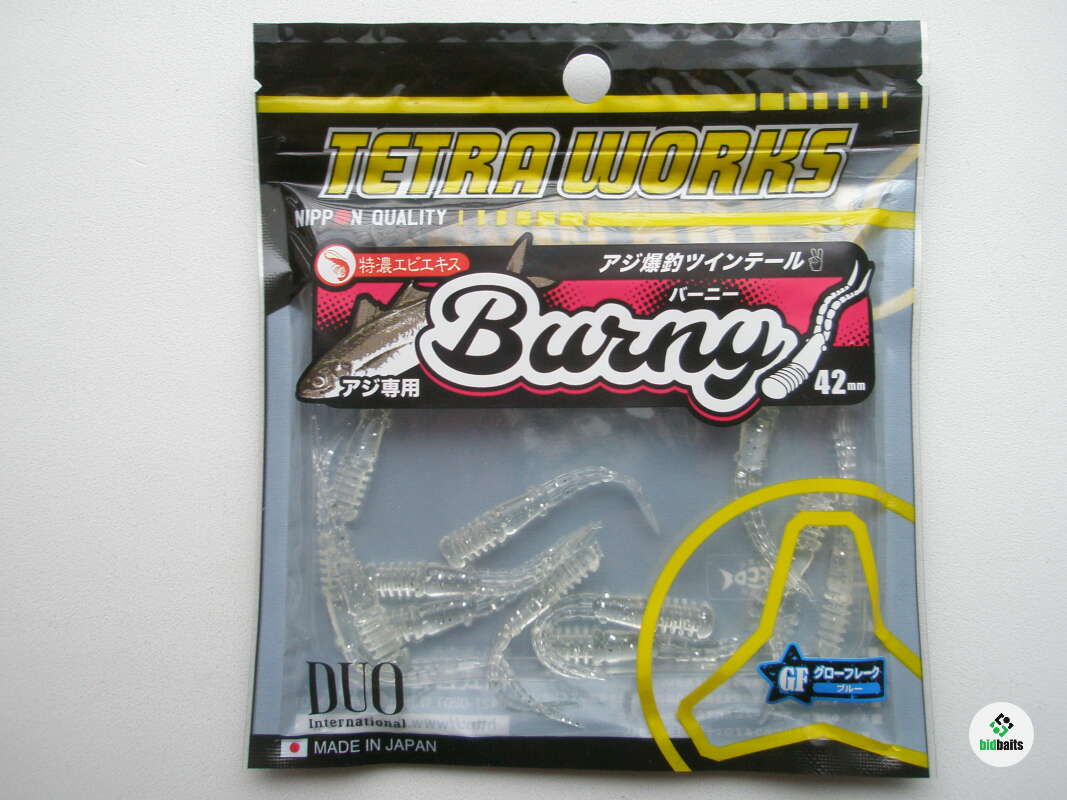 TETRA WORKS
NIPPON QUALITY
特濃エビエキス
アジ爆釣ツインテール
バーニー
Burny
アジ専用
42mm
GF グローフレーク
ブルー
DUO
International
MADE IN JAPAN
bidbaits